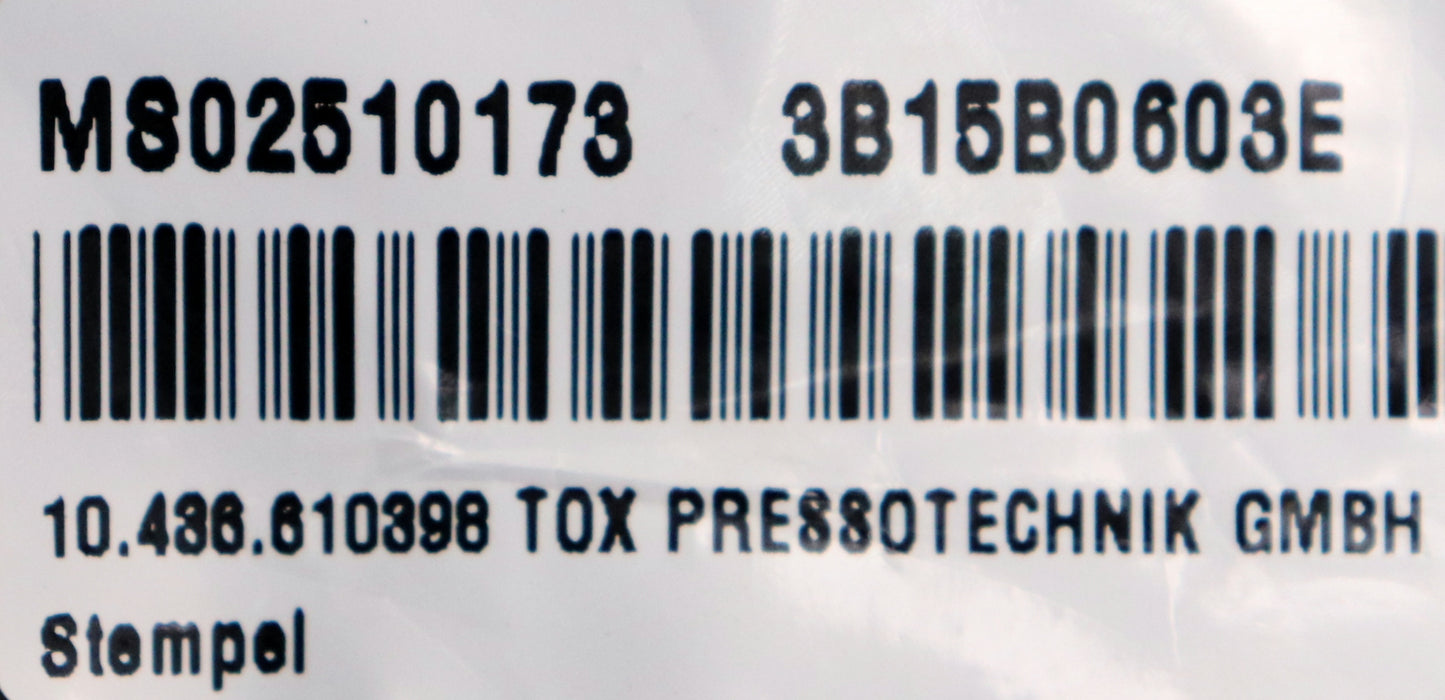 MS02510173 3B15B0603E
10.436.610398 TOX PRESSOTECHNIK GMBH
Stempel